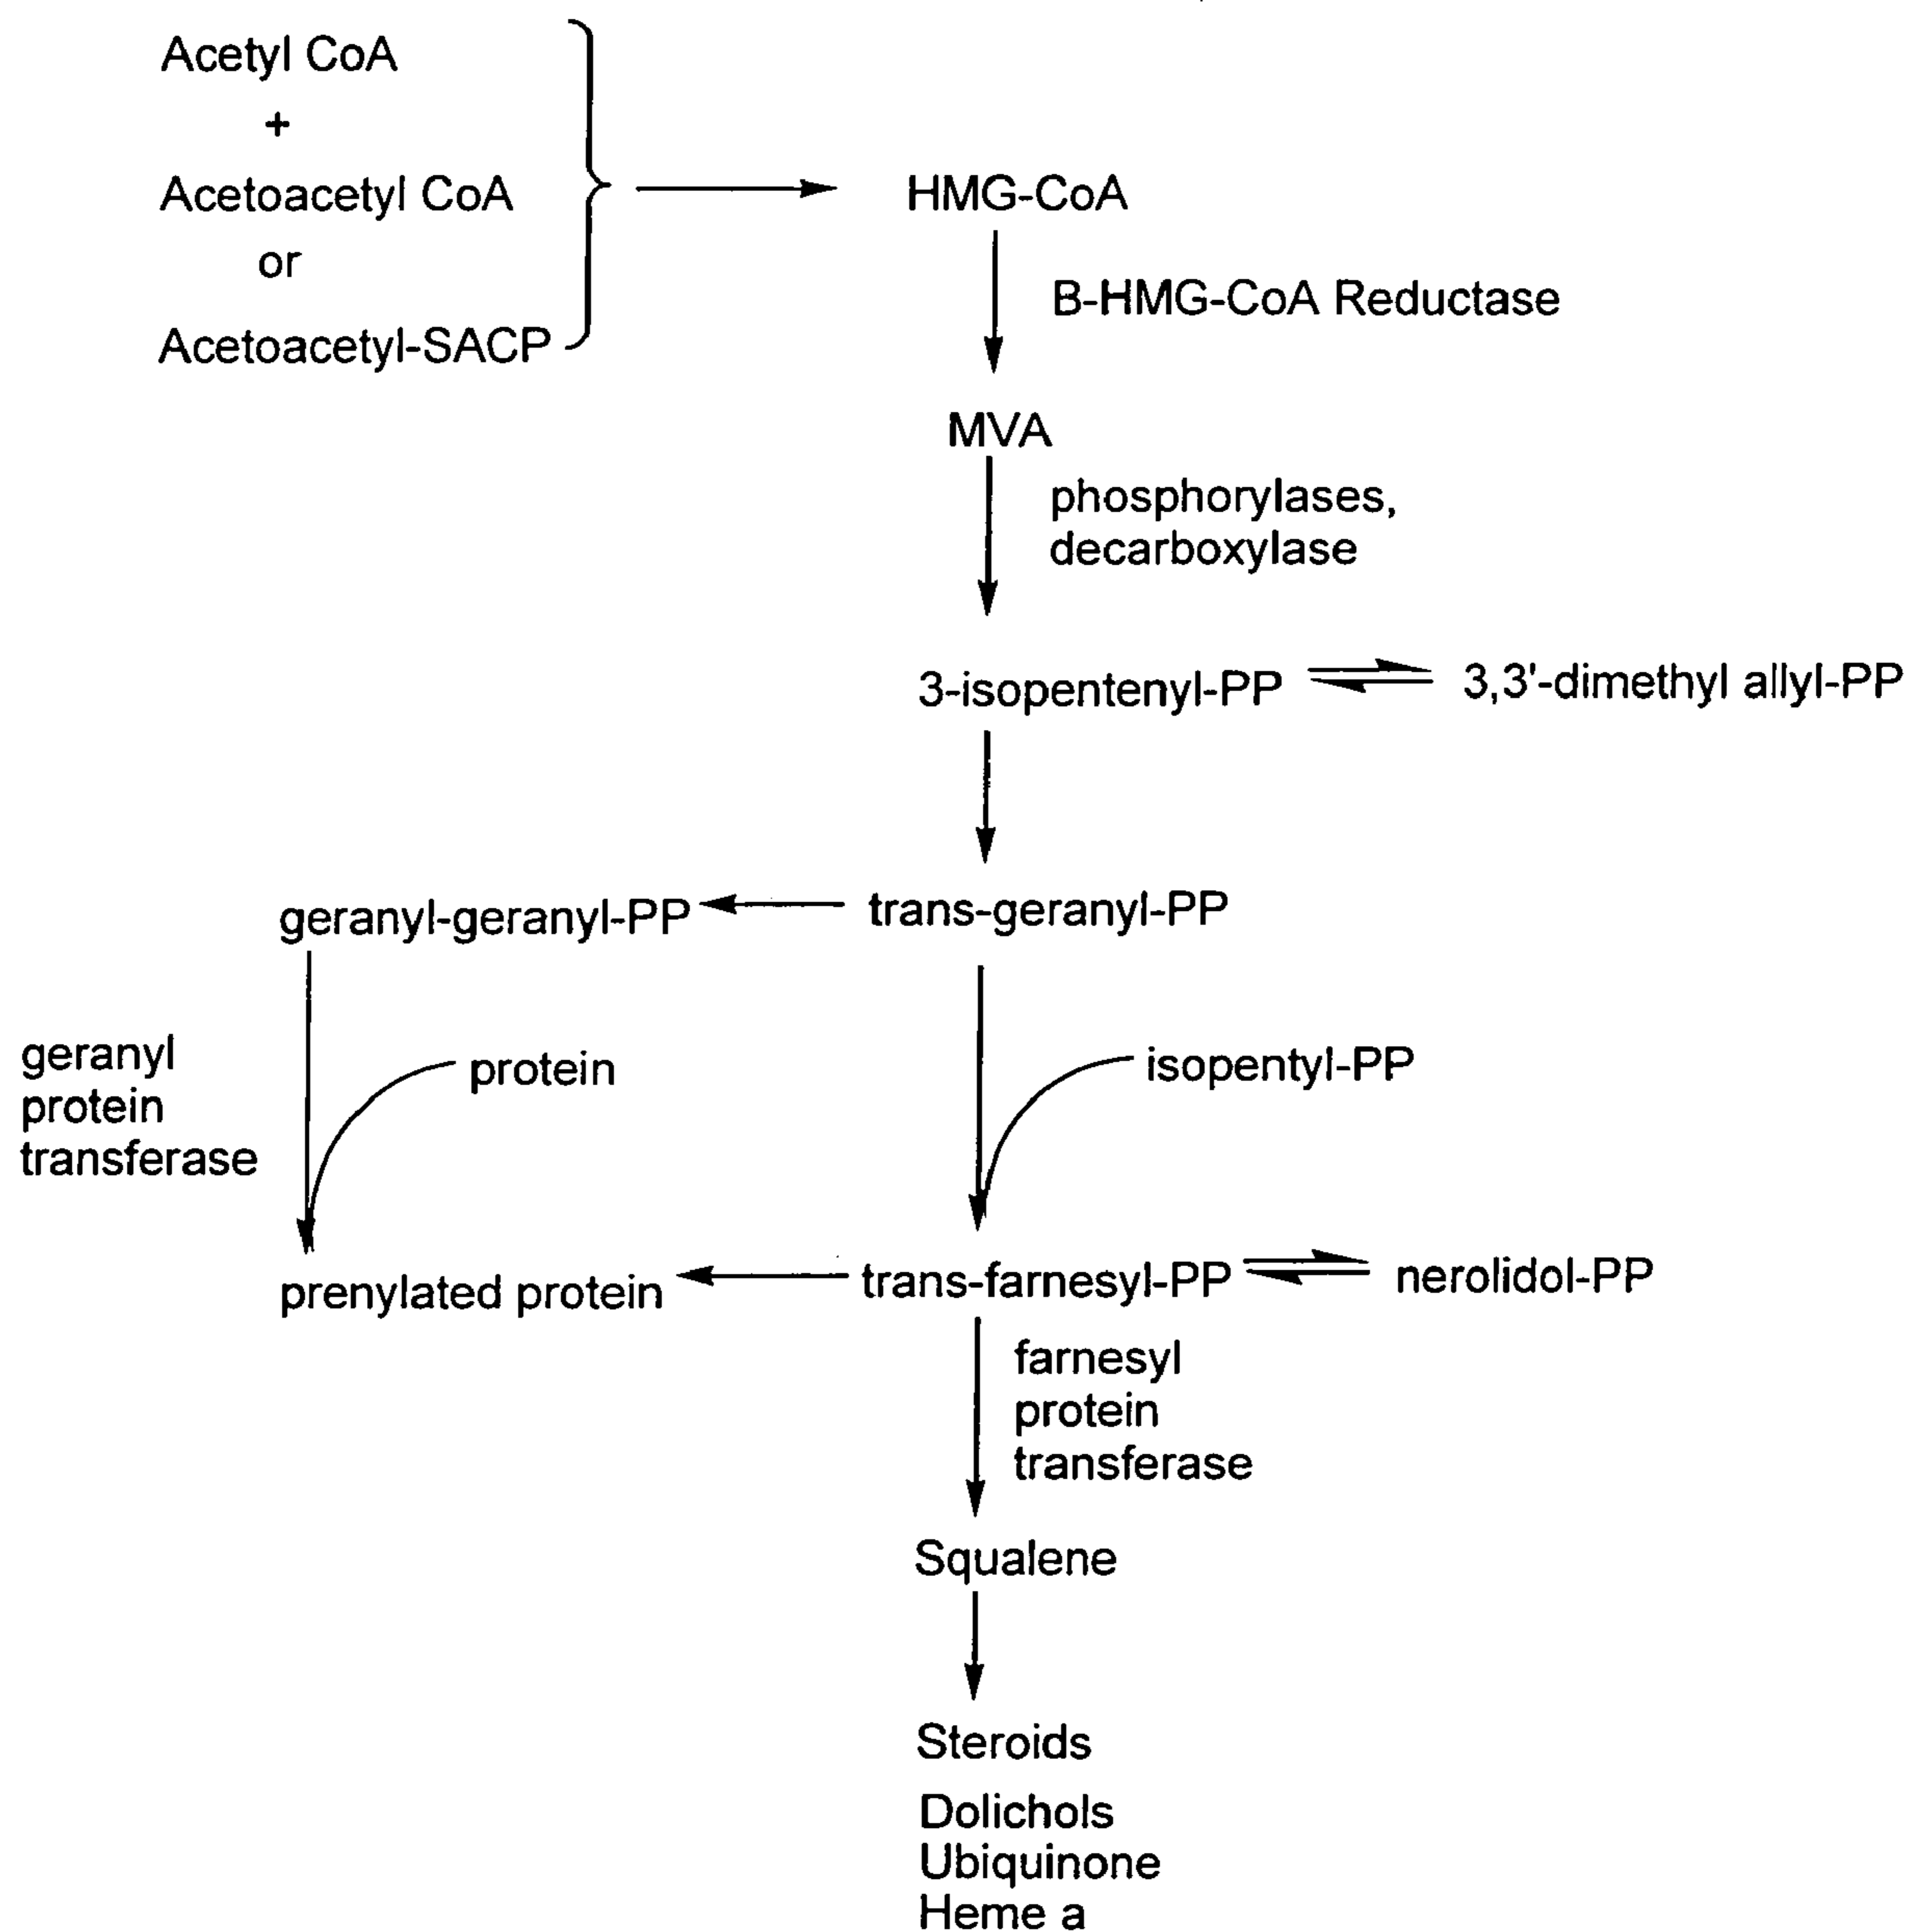 Acetyl CoA
+
Acetoacetyl CoA
or
Acetoacetyl-SACP
HMG-CoA
B-HMG-CoA Reductase
MVA
phosphorylases,
decarboxylase
3-isopentenyl-PP
3,3'-dimethyl allyl-PP
geranyl-geranyl-PP
trans-geranyl-PP
geranyl
protein
transferase
protein
isopentyl-PP
prenylated protein
trans-farnesyl-PP
nerolidol-PP
farnesyl
protein
transferase
Squalene
Steroids
Dolichols
Ubiquinone
Heme a